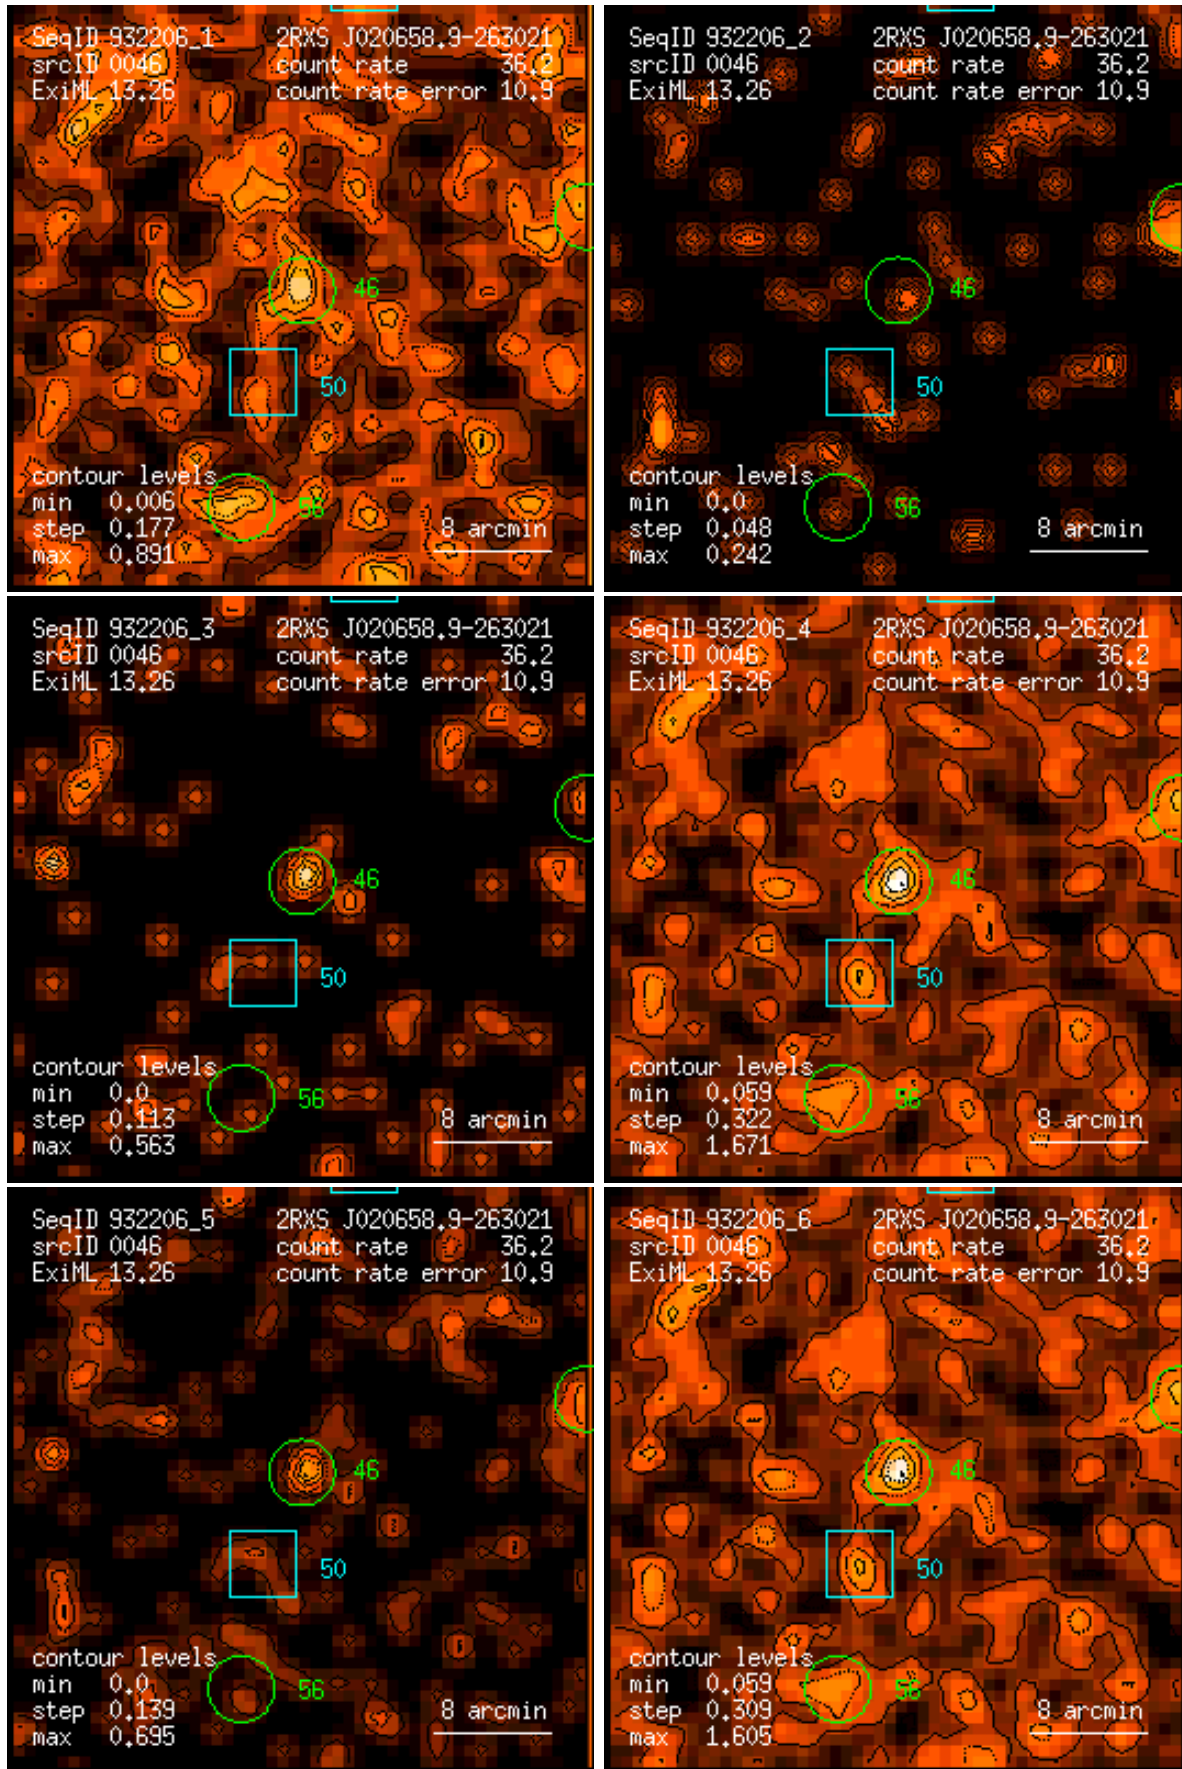 SeqID 932206_1 2RXS J020658.9-263021
srcID 0046 count rate 36.2
ExiML 13.26 count rate error 10.9
46
50
contour levels
min 0.006 56
step 0.177 8 arcmin
max 0.891
SeqID 932206_2 2RXS J020658.9-263021
srcID 0046 count rate 36.2
ExiML 13.26 count rate error 10.9
46
50
contour levels
min 0.0 56
step 0.048 8 arcmin
max 0.242
SeqID 932206_3 2RXS J020658.9-263021
srcID 0046 count rate 36.2
ExiML 13.26 count rate error 10.9
46
50
contour levels
min 0.0 56
step 0.113 8 arcmin
max 0.563
SeqID 932206_4 2RXS J020658.9-263021
srcID 0046 count rate 36.2
ExiML 13.26 count rate error 10.9
46
50
contour levels
min 0.059 56
step 0.322 8 arcmin
max 1.671
SeqID 932206_5 2RXS J020658.9-263021
srcID 0046 count rate 36.2
ExiML 13.26 count rate error 10.9
46
50
contour levels
min 0.0 56
step 0.139 8 arcmin
max 0.695
SeqID 932206_6 2RXS J020658.9-263021
srcID 0046 count rate 36.2
ExiML 13.26 count rate error 10.9
46
50
contour levels
min 0.059 56
step 0.309 8 arcmin
max 1.605